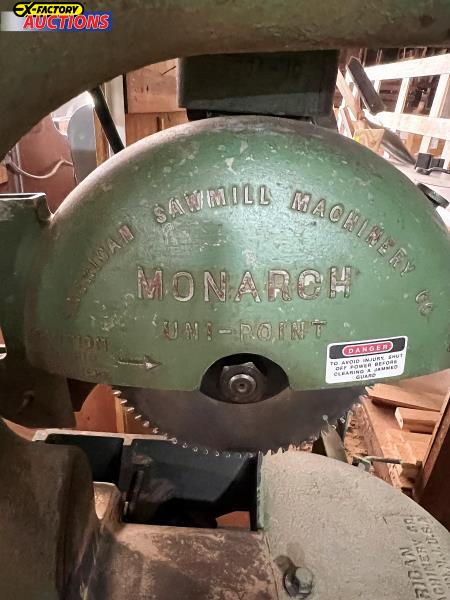 EX-FACTORY
AUCTIONS
AMERICAN SAWMILL MACHINERY CO
MONARCH
UNI-POINT
DANGER
TO AVOID INJURY, SHUT
OFF POWER BEFORE
CLEARING A JAMMED
GUARD